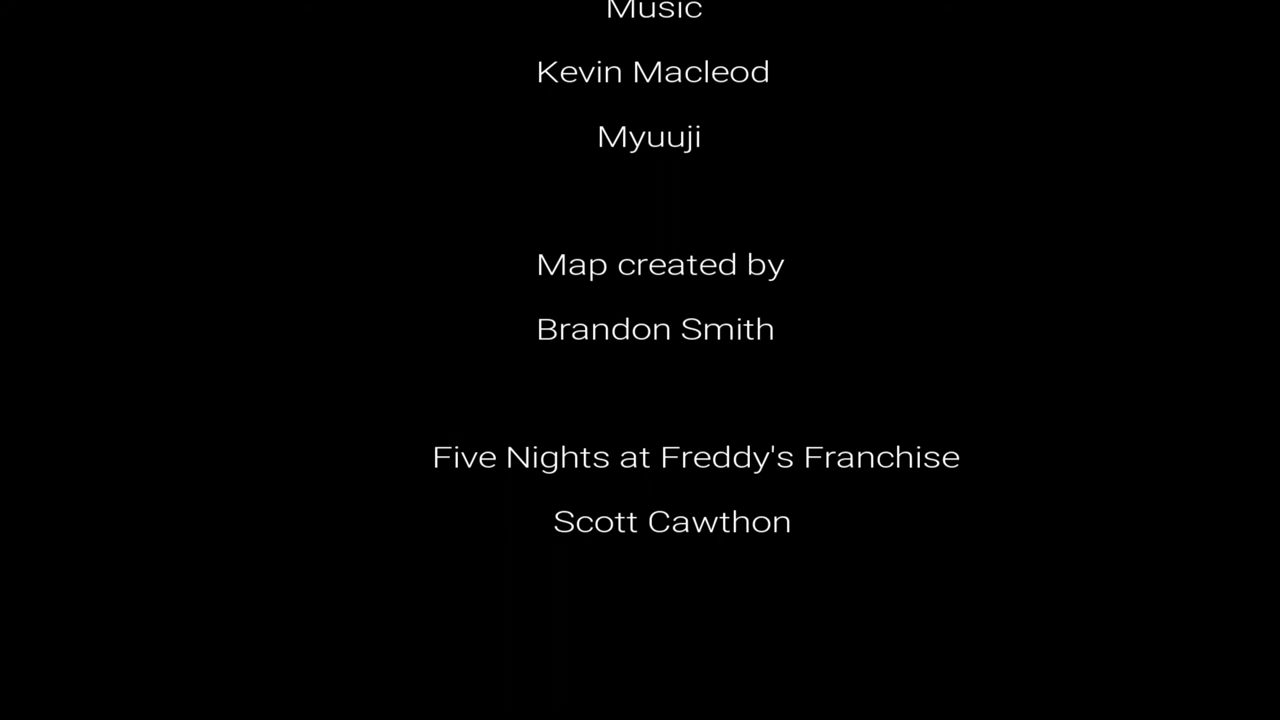 Music
Kevin Macleod
Myuuji
Map created by
Brandon Smith
Five Nights at Freddy's Franchise
Scott Cawthon